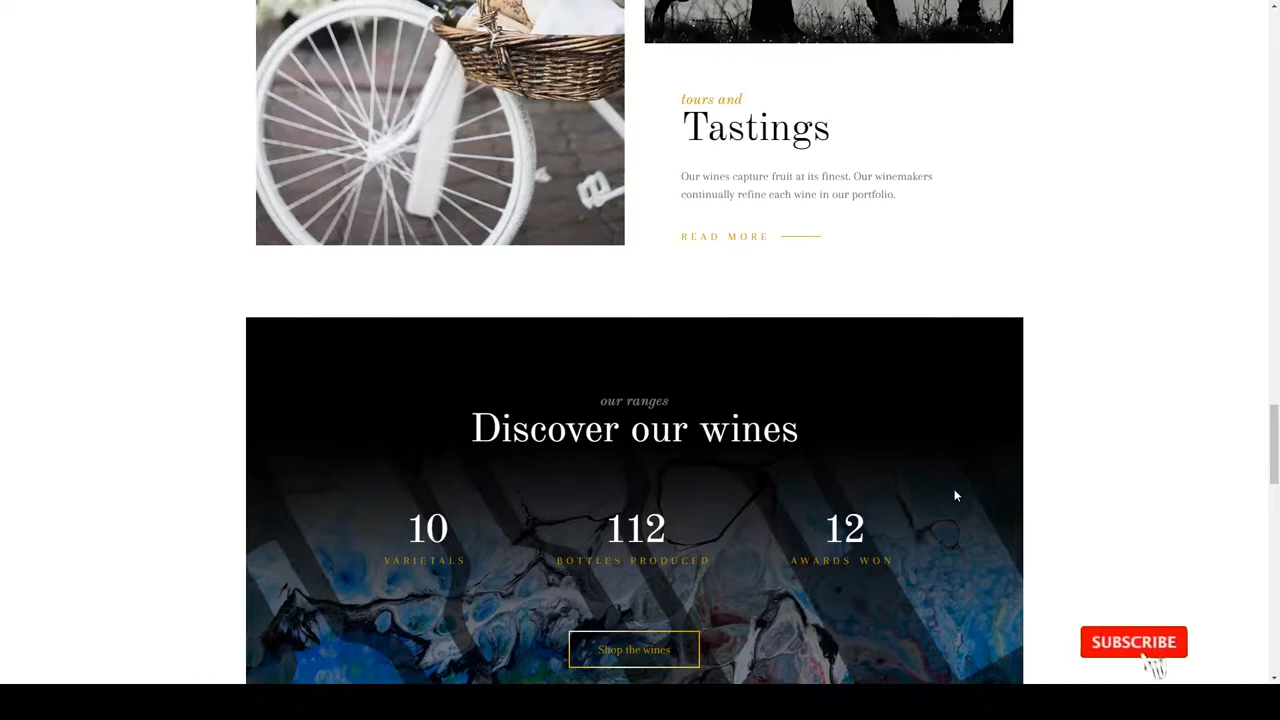 tours and
Tastings
Our wines capture fruit at its finest. Our winemakers
continually refine each wine in our portfolio.
READ MORE
our ranges
Discover our wines
10
VARIETALS
112
BOTTLES PRODUCED
12
AWARDS WON
Shop the wines
SUBSCRIBE